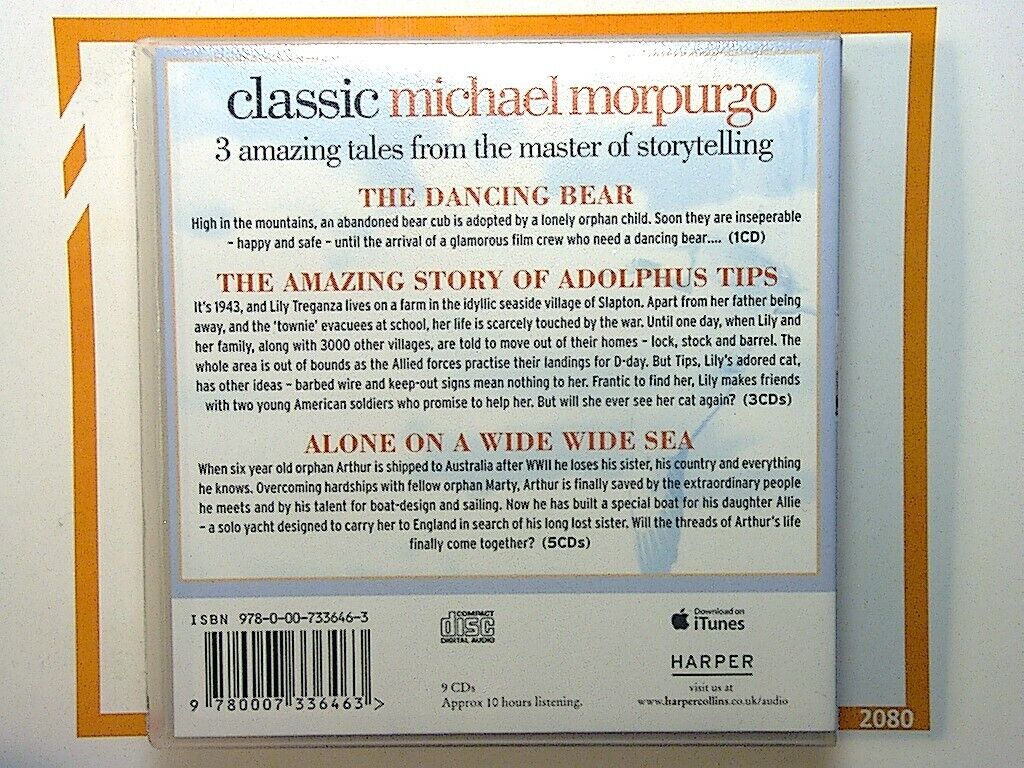 classic michael morpurgo
3 amazing tales from the master of storytelling
THE DANCING BEAR
High in the mountains, an abandoned bear cub is adopted by a lonely orphan child. Soon they are inseperable
– happy and safe – until the arrival of a glamorous film crew who need a dancing bear.... (1CD)
THE AMAZING STORY OF ADOLPHUS TIPS
It's 1943, and Lily Treganza lives on a farm in the idyllic seaside village of Slapton. Apart from her father being
away, and the 'townie' evacuees at school, her life is scarcely touched by the war. Until one day, when Lily and
her family, along with 3000 other villages, are told to move out of their homes – lock, stock and barrel. The
whole area is out of bounds as the Allied forces practise their landings for D-day. But Tips, Lily's adored cat,
has other ideas – barbed wire and keep-out signs mean nothing to her. Frantic to find her, Lily makes friends
with two young American soldiers who promise to help her. But will she ever see her cat again? (3CDs)
ALONE ON A WIDE WIDE SEA
When six year old orphan Arthur is shipped to Australia after WWII he loses his sister, his country and everything
he knows. Overcoming hardships with fellow orphan Marty, Arthur is finally saved by the extraordinary people
he meets and by his talent for boat-design and sailing. Now he has built a special boat for his daughter Allie
– a solo yacht designed to carry her to England in search of his long lost sister. Will the threads of Arthur's life
finally come together? (5CDs)
ISBN 978-0-00-733646-3
9 780007 336463 >
COMPACT
disc
DIGITAL AUDIO
9 CDs
Approx 10 hours listening.
Download on
iTunes
HARPER
visit us at
www.harpercollins.co.uk/audio
2080